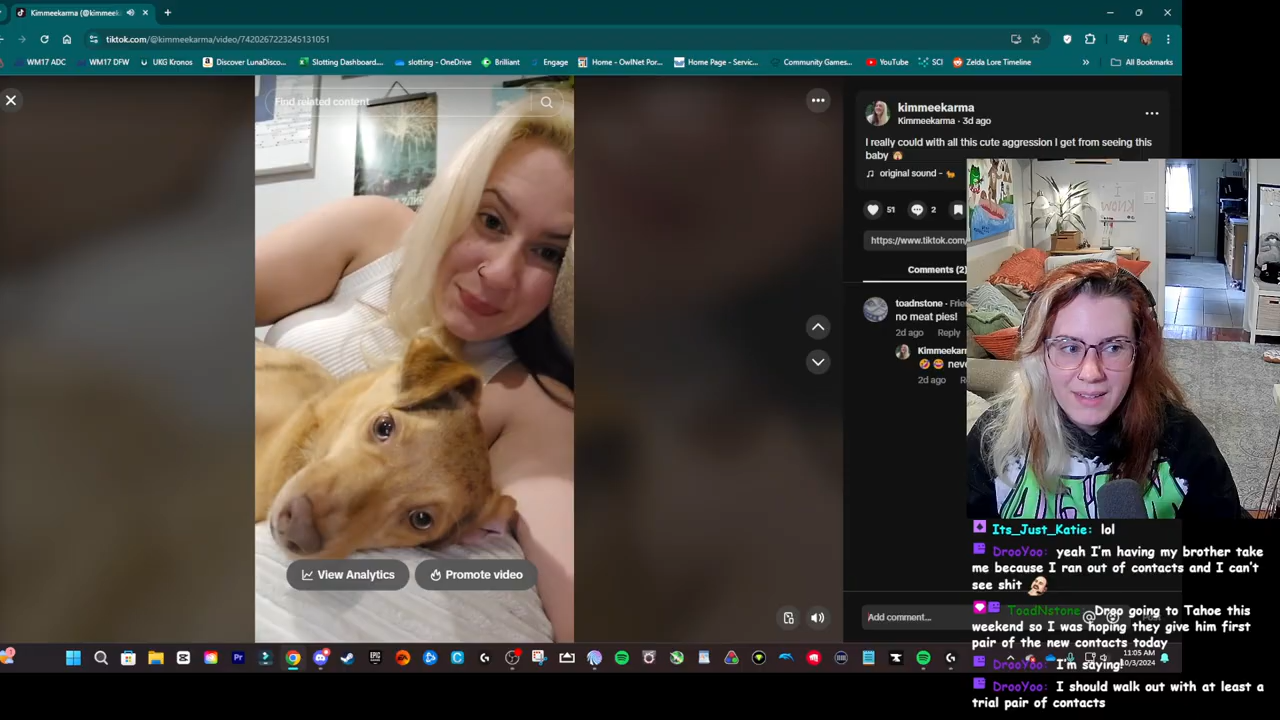 Kimmeekarma (@kimmeek
tiktok.com/@kimmeekarma/video/7420267223245131051
WM17 ADC
WM17 DFW
UKG Kronos
Discover LunaDisco...
Slotting Dashboard....
slotting - OneDrive
Brilliant
Engage
Home - OwlNet Por...
Home Page - Servic...
Community Games...
YouTube
SCI
Zelda Lore Timeline
»
All Bookmarks
Find related content
kimmeekarma
Kimmeekarma · 3d ago
I really could with all this cute aggression I get from seeing this
baby
original sound -
51
2
https://www.tiktok.com/
Comments (2)
toadnstone ·
no meat pies!
2d ago Reply
Kimmeekarm
2d ago
I KNOW
View Analytics
Promote video
Add comment...
Its_Just_Katie: lol
DrooYoo: yeah I'm having my brother take
me because I ran out of contacts and I can't
see shit
ToadNstone: Droo going to Tahoe this
weekend so I was hoping they give him first
pair of the new contacts today
DrooYoo: I'm saying!
DrooYoo: I should walk out with at least a
trial pair of contacts
11:05 AM
10/3/2024